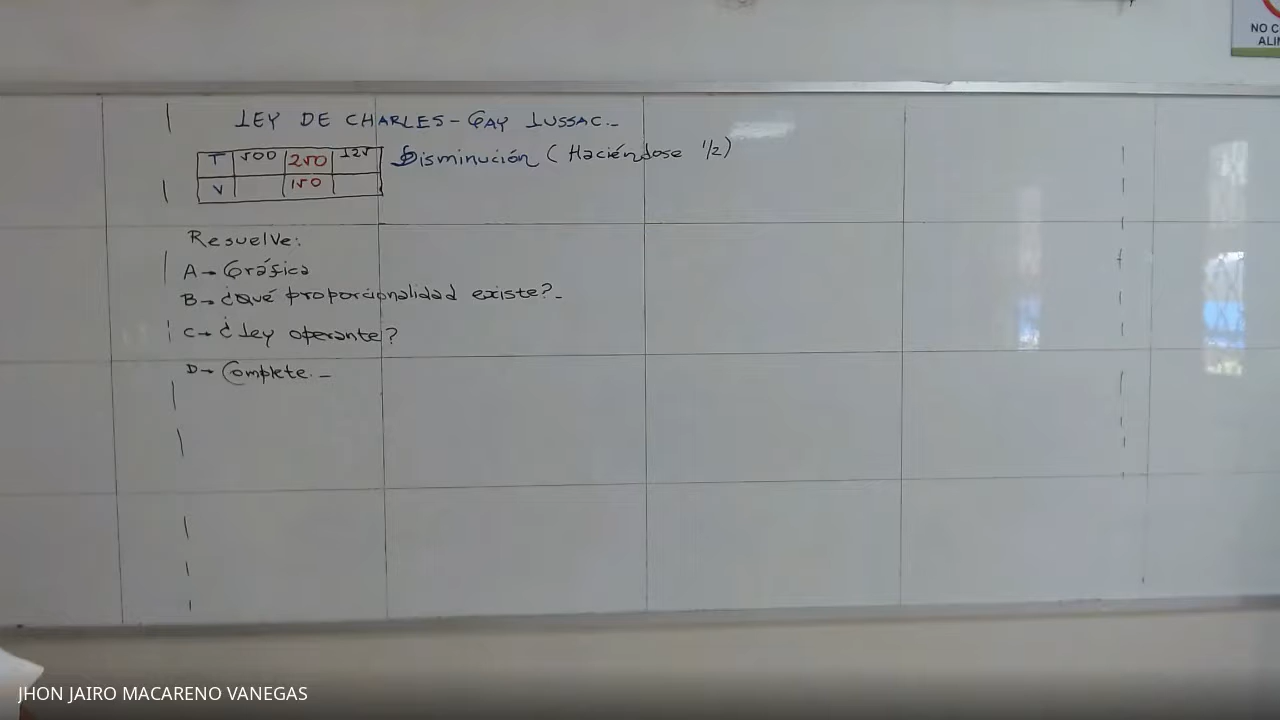 NO C
ALI
LEY DE CHARLES - GAY LUSSAC.-
T 500 250 125 Disminución (Haciéndose 1/2)
V 150
Resuelve:
A→ Gráfica
B→ ¿Qué proporcionalidad existe?-
C→ ¿Ley operante?
D→ Complete.-
JHON JAIRO MACARENO VANEGAS